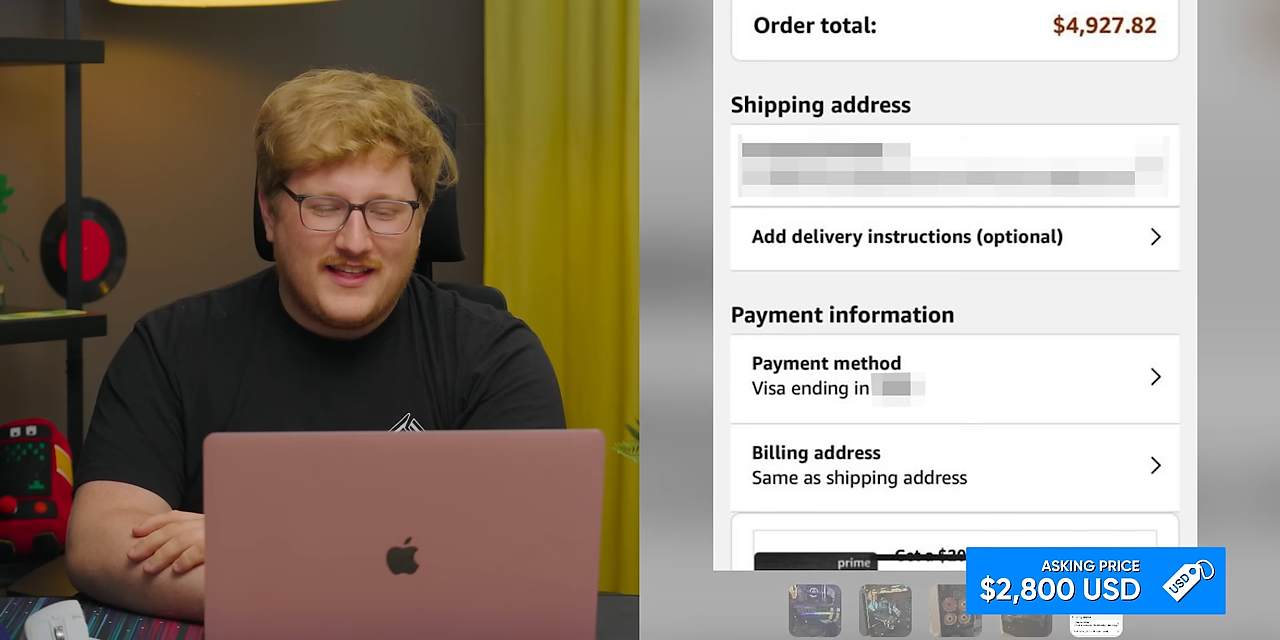 Order total: $4,927.82
Shipping address
Add delivery instructions (optional)
Payment information
Payment method
Visa ending in
Billing address
Same as shipping address
prime
ASKING PRICE
$2,800 USD
USD